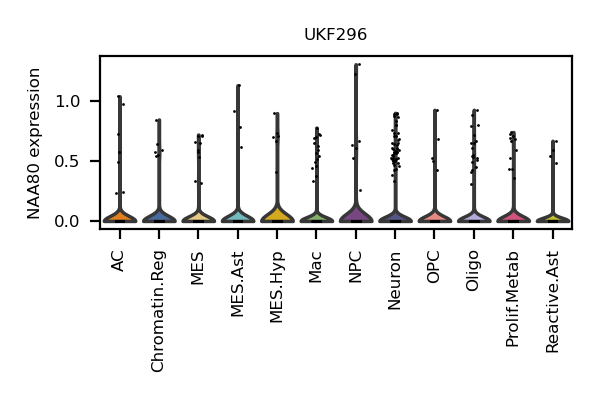 UKF296
NAA80 expression
1.0
0.5
0.0
AC
Chromatin.Reg
MES
MES.Ast
MES.Hyp
Mac
NPC
Neuron
OPC
Oligo
Prolif.Metab
Reactive.Ast